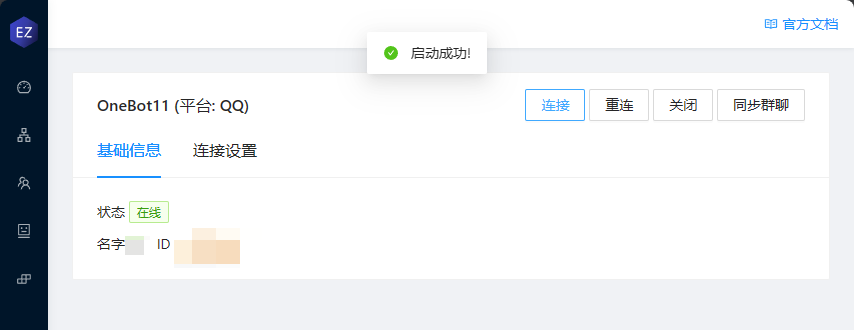 EZ
官方文档
启动成功!
OneBot11 (平台: QQ)
连接 重连 关闭 同步群聊
基础信息 连接设置
状态 在线
名字 ID